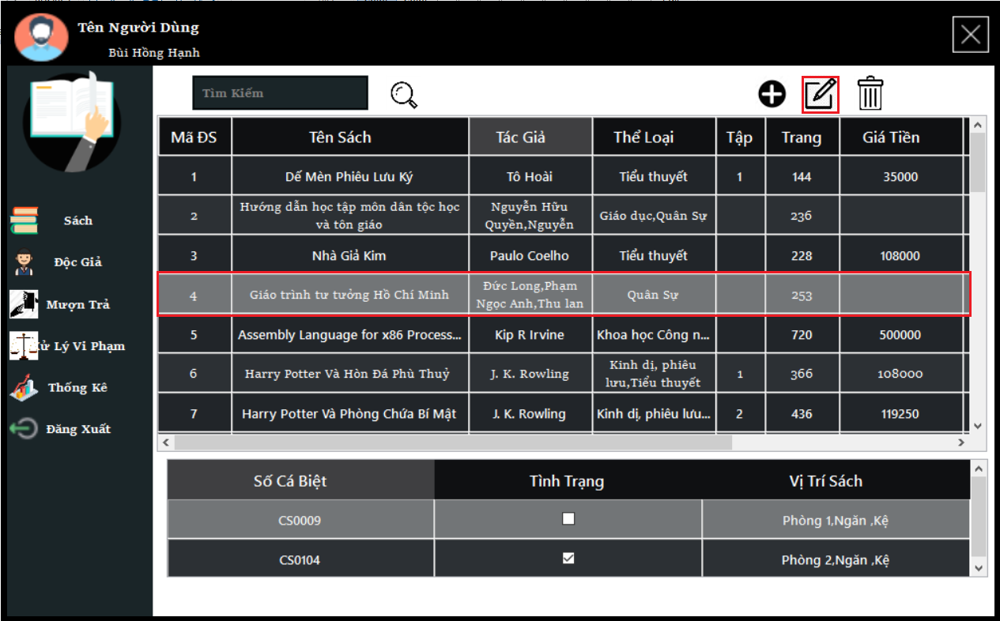 Tên Người Dùng
Bùi Hồng Hạnh
Tìm Kiếm
Sách
Độc Giả
Mượn Trả
Xử Lý Vi Phạm
Thống Kê
Đăng Xuất
Mã ĐS Tên Sách Tác Giả Thể Loại Tập Trang Giá Tiền
1 Dế Mèn Phiêu Lưu Ký Tô Hoài Tiểu thuyết 1 144 35000
2 Hướng dẫn học tập môn dân tộc học
và tôn giáo
Nguyễn Hữu
Quyền,Nguyễn
Giáo dục,Quân Sự 236
3 Nhà Giả Kim Paulo Coelho Tiểu thuyết 228 108000
4 Giáo trình tư tưởng Hồ Chí Minh
Đức Long,Phạm
Ngọc Anh,Thu lan
Quân Sự 253
5 Assembly Language for x86 Process... Kip R Irvine Khoa học Công n... 720 500000
6 Harry Potter Và Hòn Đá Phù Thuỷ J. K. Rowling
Kinh dị, phiêu
lưu,Tiểu thuyết
1 366 108000
7 Harry Potter Và Phòng Chứa Bí Mật J. K. Rowling Kinh dị, phiêu lưu... 2 436 119250
Số Cá Biệt Tình Trạng Vị Trí Sách
CS0009 Phòng 1,Ngăn ,Kệ
CS0104 Phòng 2,Ngăn ,Kệ